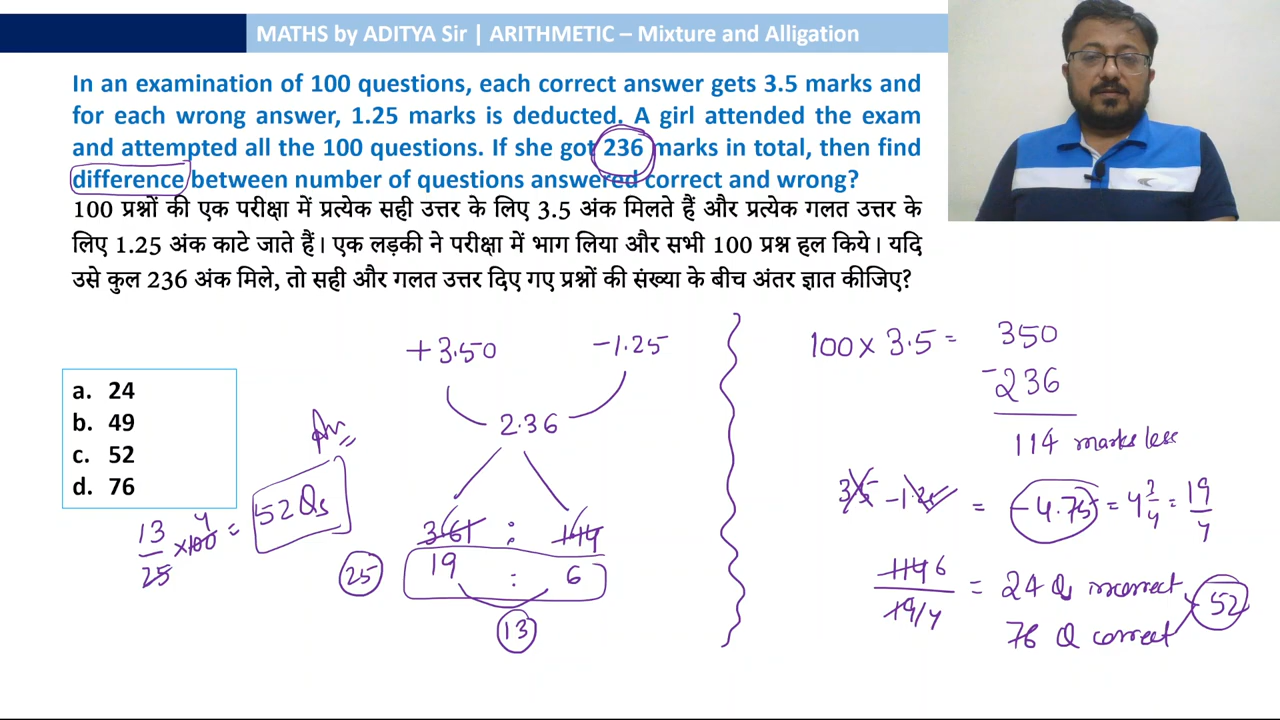 MATHS by ADITYA Sir | ARITHMETIC – Mixture and Alligation
In an examination of 100 questions, each correct answer gets 3.5 marks and
for each wrong answer, 1.25 marks is deducted. A girl attended the exam
and attempted all the 100 questions. If she got 236 marks in total, then find
difference between number of questions answered correct and wrong?
100 प्रश्नों की एक परीक्षा में प्रत्येक सही उत्तर के लिए 3.5 अंक मिलते हैं और प्रत्येक गलत उत्तर के
लिए 1.25 अंक काटे जाते हैं। एक लड़की ने परीक्षा में भाग लिया और सभी 100 प्रश्न हल किये। यदि
उसे कुल 236 अंक मिले, तो सही और गलत उत्तर दिए गए प्रश्नों की संख्या के बीच अंतर ज्ञात कीजिए?
a. 24
b. 49
c. 52
d. 76
+3.50 -1.25
2.36
361 : 144
19 : 6
25
13
13/25 × 100 4 = 52 Qs
Ans
100 x 3.5 = 350
-236
114 marks less
3.5 -1.25 = -4.75 = 4 3/4 = 19/4
114 6 / 19/4 = 24 Q incorrect
76 Q correct
52